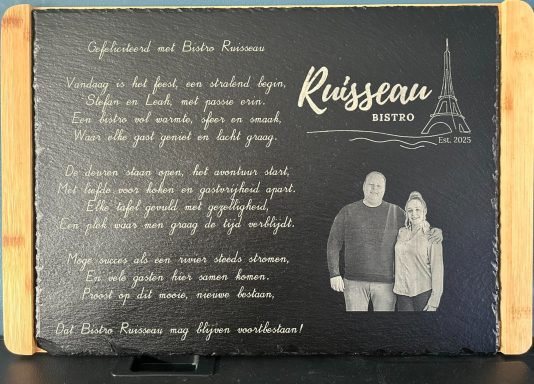 Gefeliciteerd met Bistro Ruisseau
Vandaag is het feest, een stralend begin,
Stefan en Leah, met passie erin.
Een bistro vol warmte, sfeer en smaak,
Waar elke gast geniet en lacht graag.
De deuren staan open, het avontuur start,
Met liefde voor koken en gastvrijheid apart.
Elke tafel gevuld met gezelligheid,
Een plek waar men graag de tijd verblijdt.
Moge succes als een rivier steeds stromen,
En vele gasten hier samen komen.
Proost op dit mooie, nieuwe bestaan,
Dat Bistro Ruisseau mag blijven voortbestaan!
Ruisseau
BISTRO
Est. 2025